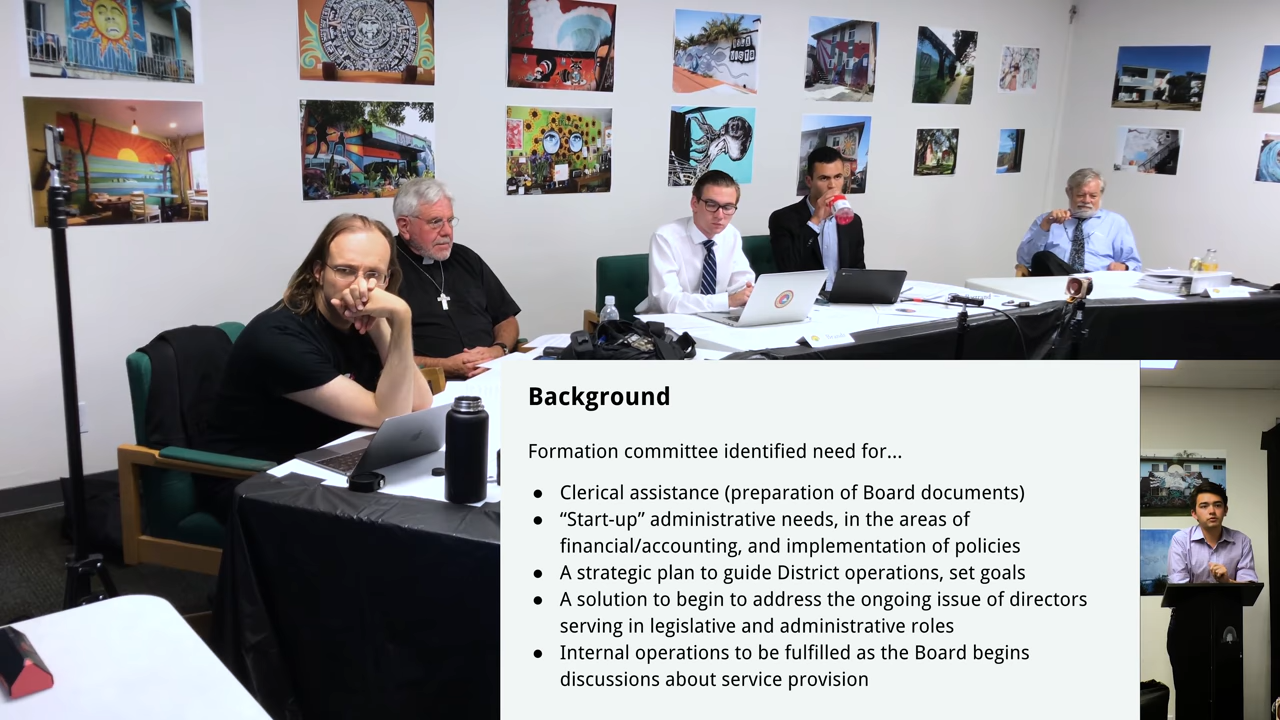 ISLA
VISTA
Background
Formation committee identified need for...
● Clerical assistance (preparation of Board documents)
● “Start-up” administrative needs, in the areas of
financial/accounting, and implementation of policies
● A strategic plan to guide District operations, set goals
● A solution to begin to address the ongoing issue of directors
serving in legislative and administrative roles
● Internal operations to be fulfilled as the Board begins
discussions about service provision